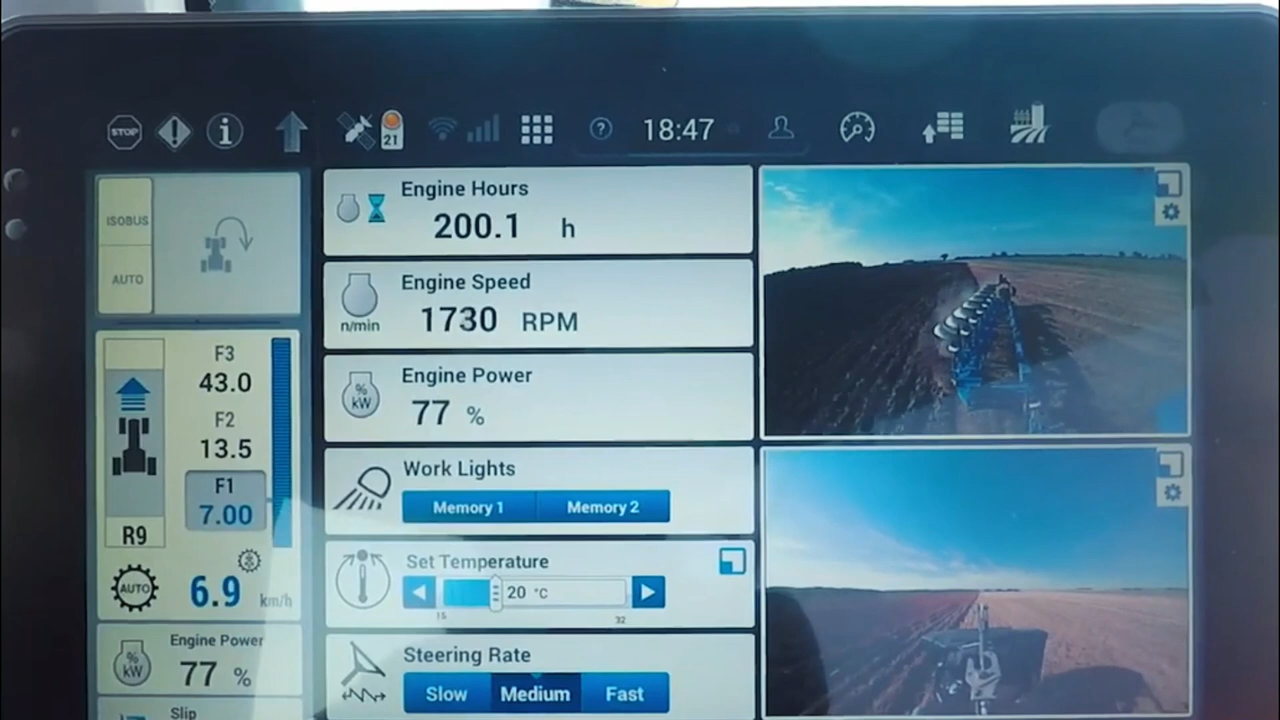 STOP
21
?
18:47
ISOBUS
AUTO
F3
43.0
F2
13.5
F1
7.00
R9
AUTO
6.9 km/h
Engine Power
% kW
77 %
Slip
Engine Hours
200.1 h
Engine Speed
n/min
1730 RPM
Engine Power
% kW
77 %
Work Lights
Memory 1 Memory 2
Set Temperature
20 °C
15 32
Steering Rate
Slow Medium Fast